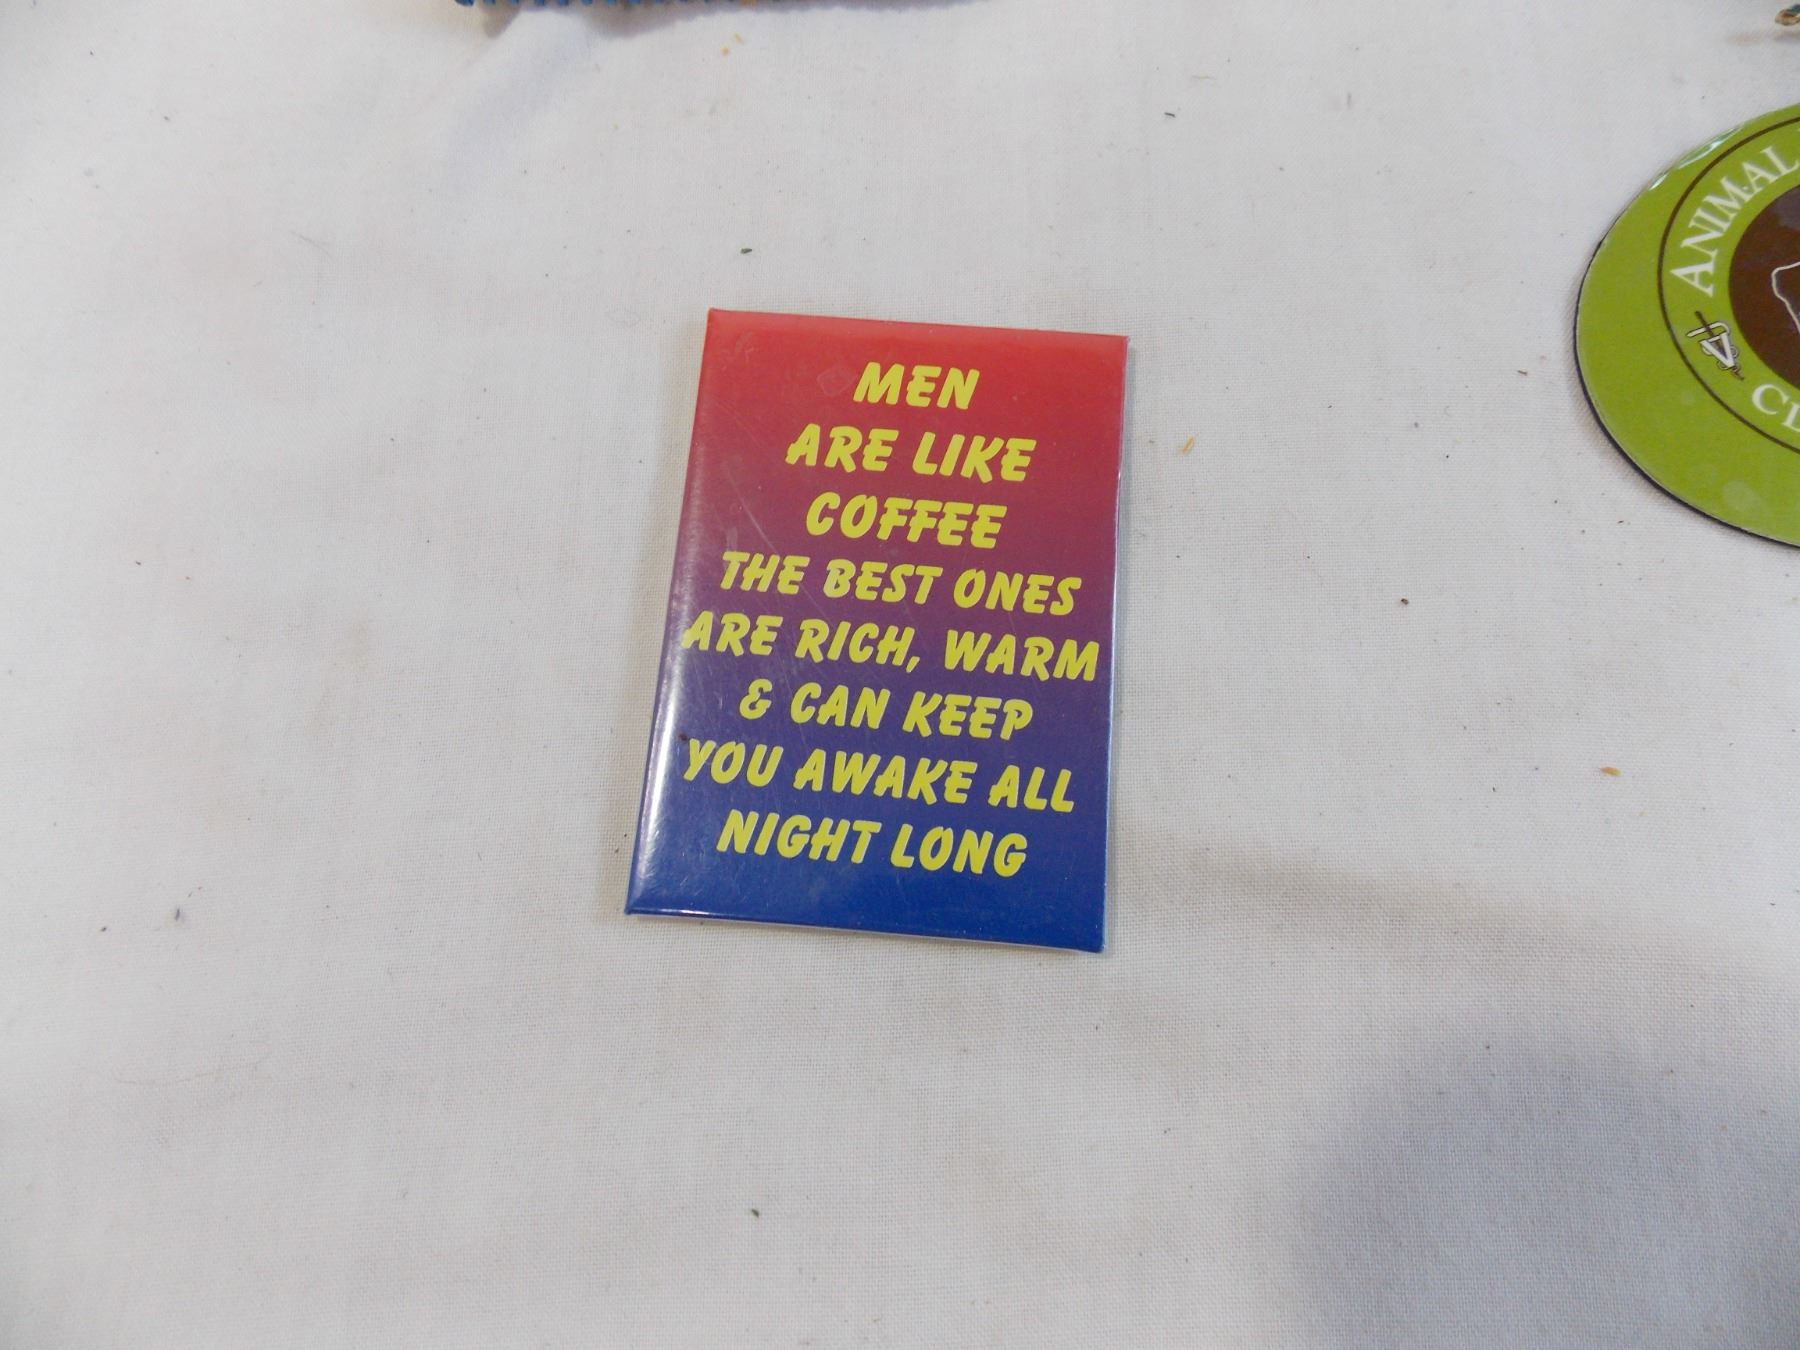 MEN
ARE LIKE
COFFEE
THE BEST ONES
ARE RICH, WARM
& CAN KEEP
YOU AWAKE ALL
NIGHT LONG
ANIMAL